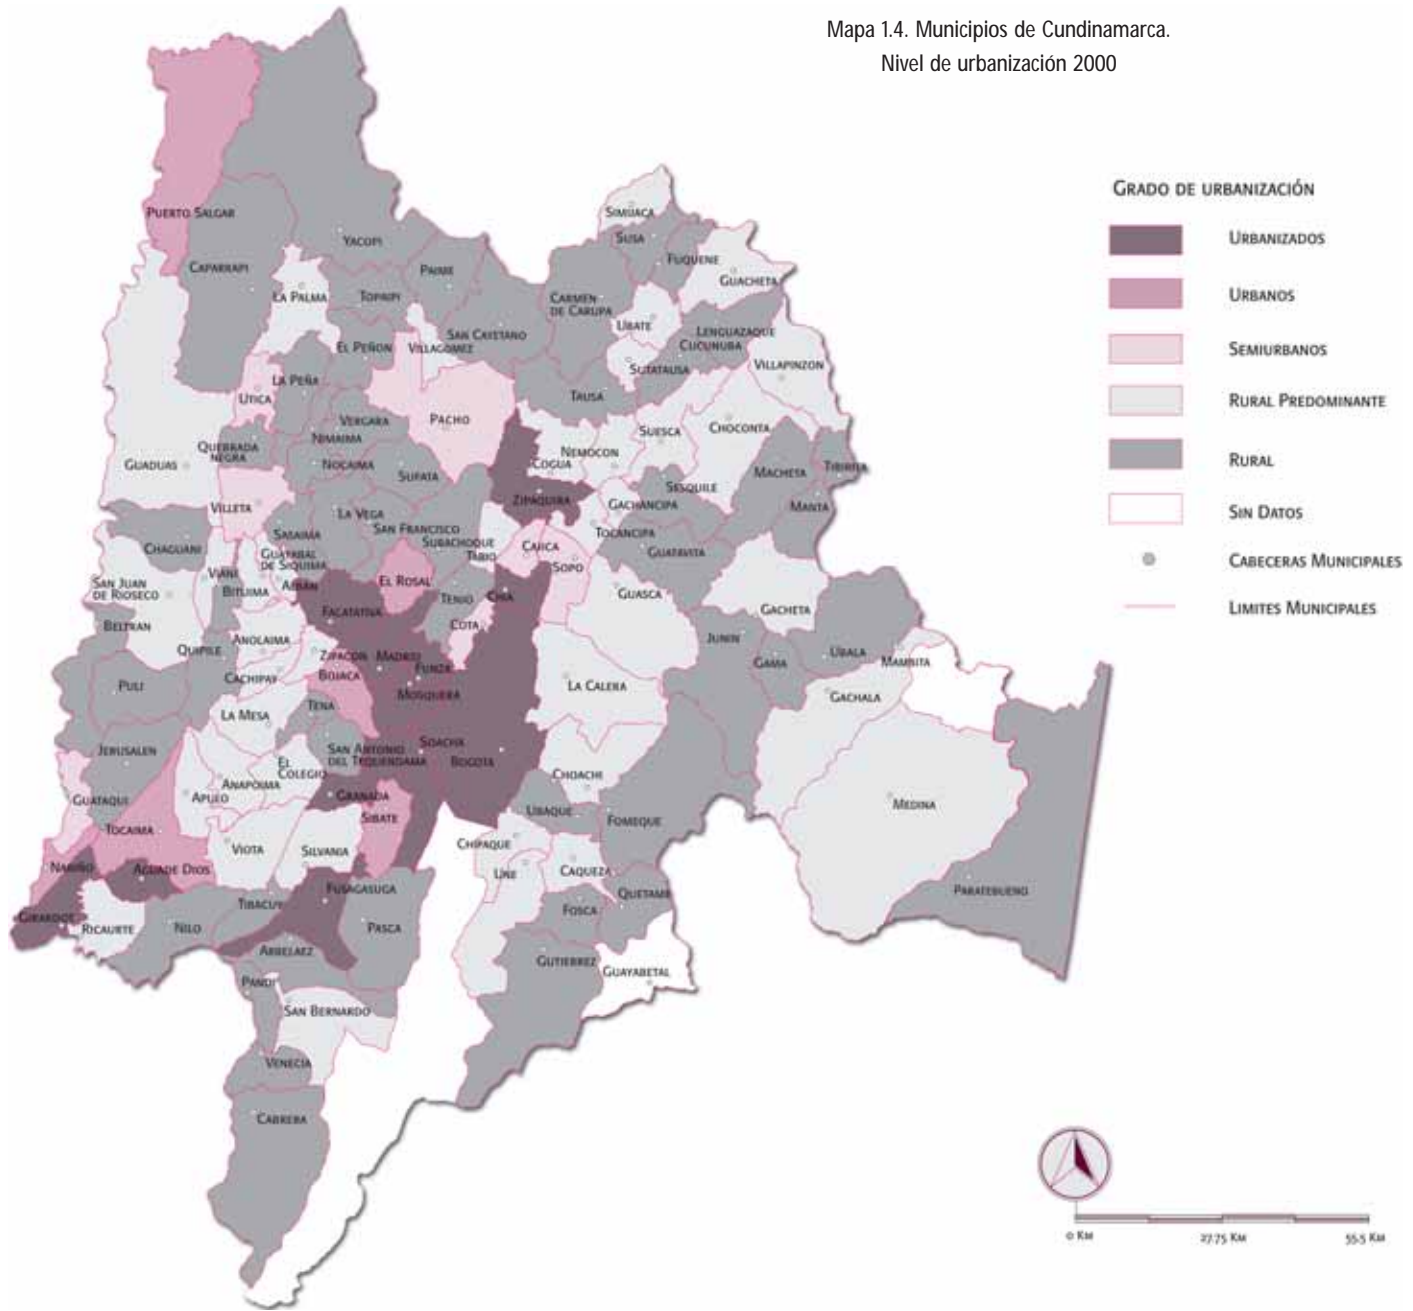 Mapa 1.4. Municipios de Cundinamarca.
Nivel de urbanización 2000
GRADO DE URBANIZACIÓN
URBANIZADOS
URBANOS
SEMIURBANOS
RURAL PREDOMINANTE
RURAL
SIN DATOS
CABECERAS MUNICIPALES
LIMITES MUNICIPALES
PUERTO SALGAR
YACOPI
CAPARRAPI
LA PALMA
TOPAIPI
PAIME
SIMIJACA
SUSA
FUQUENE
GUACHETA
CARMEN
DE CARUPA
UBATE
LENGUAZAQUE
CUCUNUBA
SAN CAYETANO
EL PEÑON
VILLAGOMEZ
SUTATAUSA
VILLAPINZON
UTICA
LA PEÑA
TAUSA
PACHO
VERGARA
NIMAIMA
SUESCA
CHOCONTA
QUEBRADA
NEGRA
GUADUAS
NOCAIMA
SUPATA
NEMOCON
COGUA
MACHETA
TIBIRITA
SESQUILE
ZIPAQUIRA
VILLETA
LA VEGA
GACHANCIPA
MANTA
SAN FRANCISCO
SASAIMA
SUBACHOQUE
TOCANCIPA
CHAGUANI
TABIO
CAJICA
GUATAVITA
GUAYABAL
DE SIQUIMA
SOPO
VIANI
ALBAN
EL ROSAL
SAN JUAN
DE RIOSECO
BITUIMA
TENJO
CHIA
GUASCA
FACATATIVA
GACHETA
BELTRAN
COTA
ANOLAIMA
JUNIN
QUIPILE
ZIPACON
MADRID
FUNZA
GAMA
UBALA
MAMBITA
CACHIPAY
BOJACA
MOSQUERA
LA CALERA
PULI
GACHALA
TENA
LA MESA
SOACHA
JERUSALEN
SAN ANTONIO
DEL TEQUENDAMA
BOGOTA
EL
COLEGIO
CHOACHI
ANAPOIMA
GUATAQUE
APULO
GRANADA
MEDINA
UBAQUE
SIBATE
FOMEQUE
TOCAIMA
VIOTA
SILVANIA
CHIPAQUE
NARIÑO
AGUADE DIOS
UNE
CAQUEZA
FUSAGASUGA
QUETAME
PARATEBUENO
TIBACUY
FOSCA
GIRARDOT
RICAURTE
NILO
PASCA
ARBELAEZ
GUTIERREZ
GUAYABETAL
PANDI
SAN BERNARDO
VENECIA
CABRERA
0 KM
27.75 KM
55.5 KM